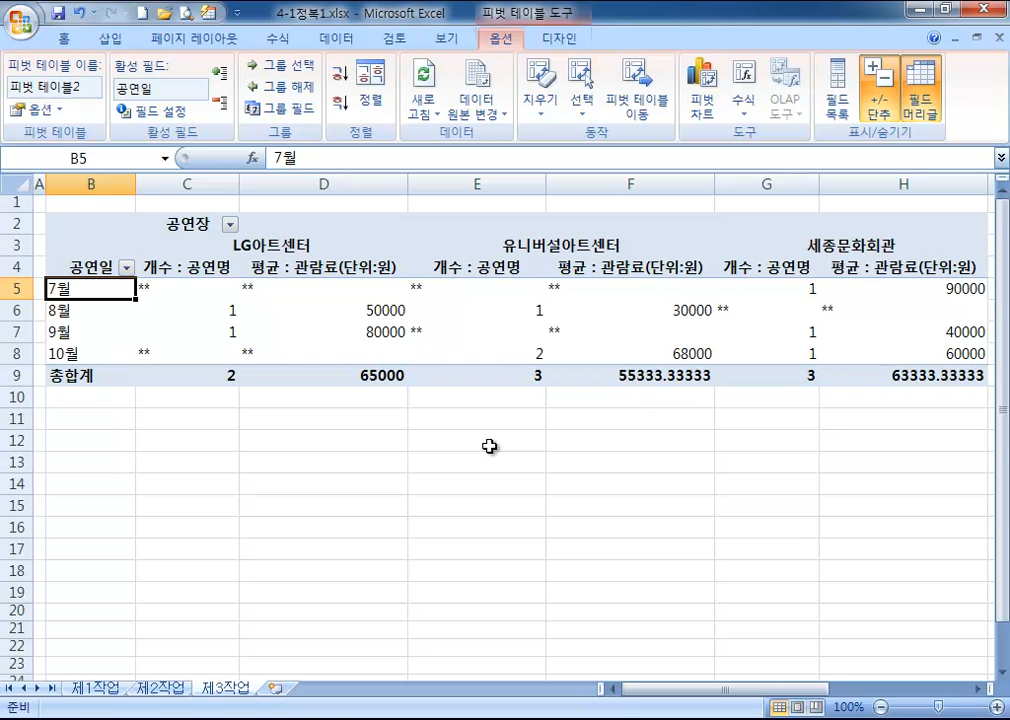 4-1정복1.xlsx - Microsoft Excel
피벗 테이블 도구
홈 삽입 페이지 레이아웃 수식 데이터 검토 보기 옵션 디자인
피벗 테이블 이름:
피벗 테이블2
옵션
피벗 테이블
활성 필드:
공연일
필드 설정
활성 필드
그룹 선택
그룹 해제
그룹 필드
그룹
정렬
정렬
새로 고침
데이터 원본 변경
데이터
지우기
선택
피벗 테이블 이동
동작
피벗 차트
수식
OLAP 도구
도구
필드 목록
+/- 단추
필드 머리글
표시/숨기기
B5 fx 7월
A B C D E F G H
1
2 공연장
3 LG아트센터 유니버설아트센터 세종문화회관
4 공연일 개수 : 공연명 평균 : 관람료(단위:원) 개수 : 공연명 평균 : 관람료(단위:원) 개수 : 공연명 평균 : 관람료(단위:원)
5 7월 ** ** ** ** 1 90000
6 8월 1 50000 1 30000 ** **
7 9월 1 80000 ** ** 1 40000
8 10월 ** ** 2 68000 1 60000
9 총합계 2 65000 3 55333.33333 3 63333.33333
10
11
12
13
14
15
16
17
18
19
20
21
22
23
제1작업 제2작업 제3작업
준비 100%